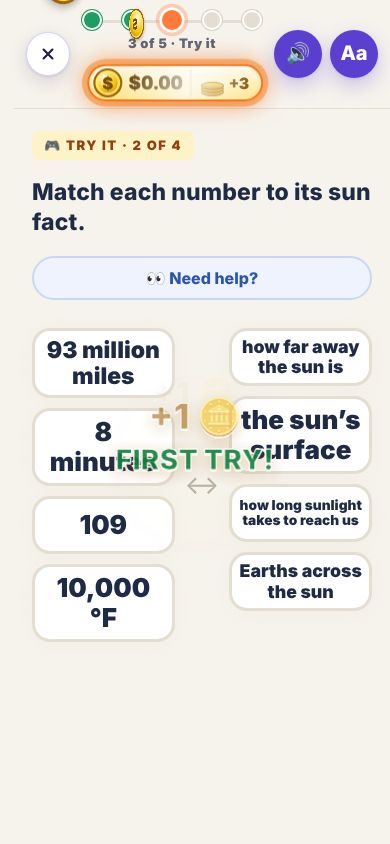 3 of 5 · Try it
$0.00
+3
Aa
TRY IT · 2 OF 4
Match each number to its sun
fact.
Need help?
93 million
miles
8
minutes
109
10,000
°F
how far away
the sun is
the sun’s
surface
how long sunlight
takes to reach us
Earths across
the sun
+1
FIRST TRY!